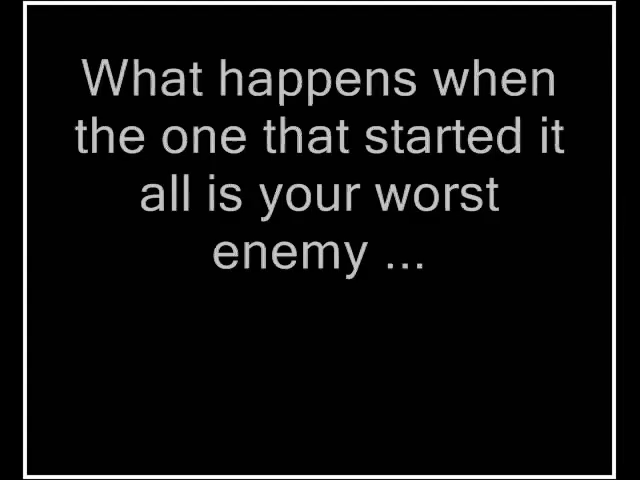 What happens when
the one that started it
all is your worst
enemy ...